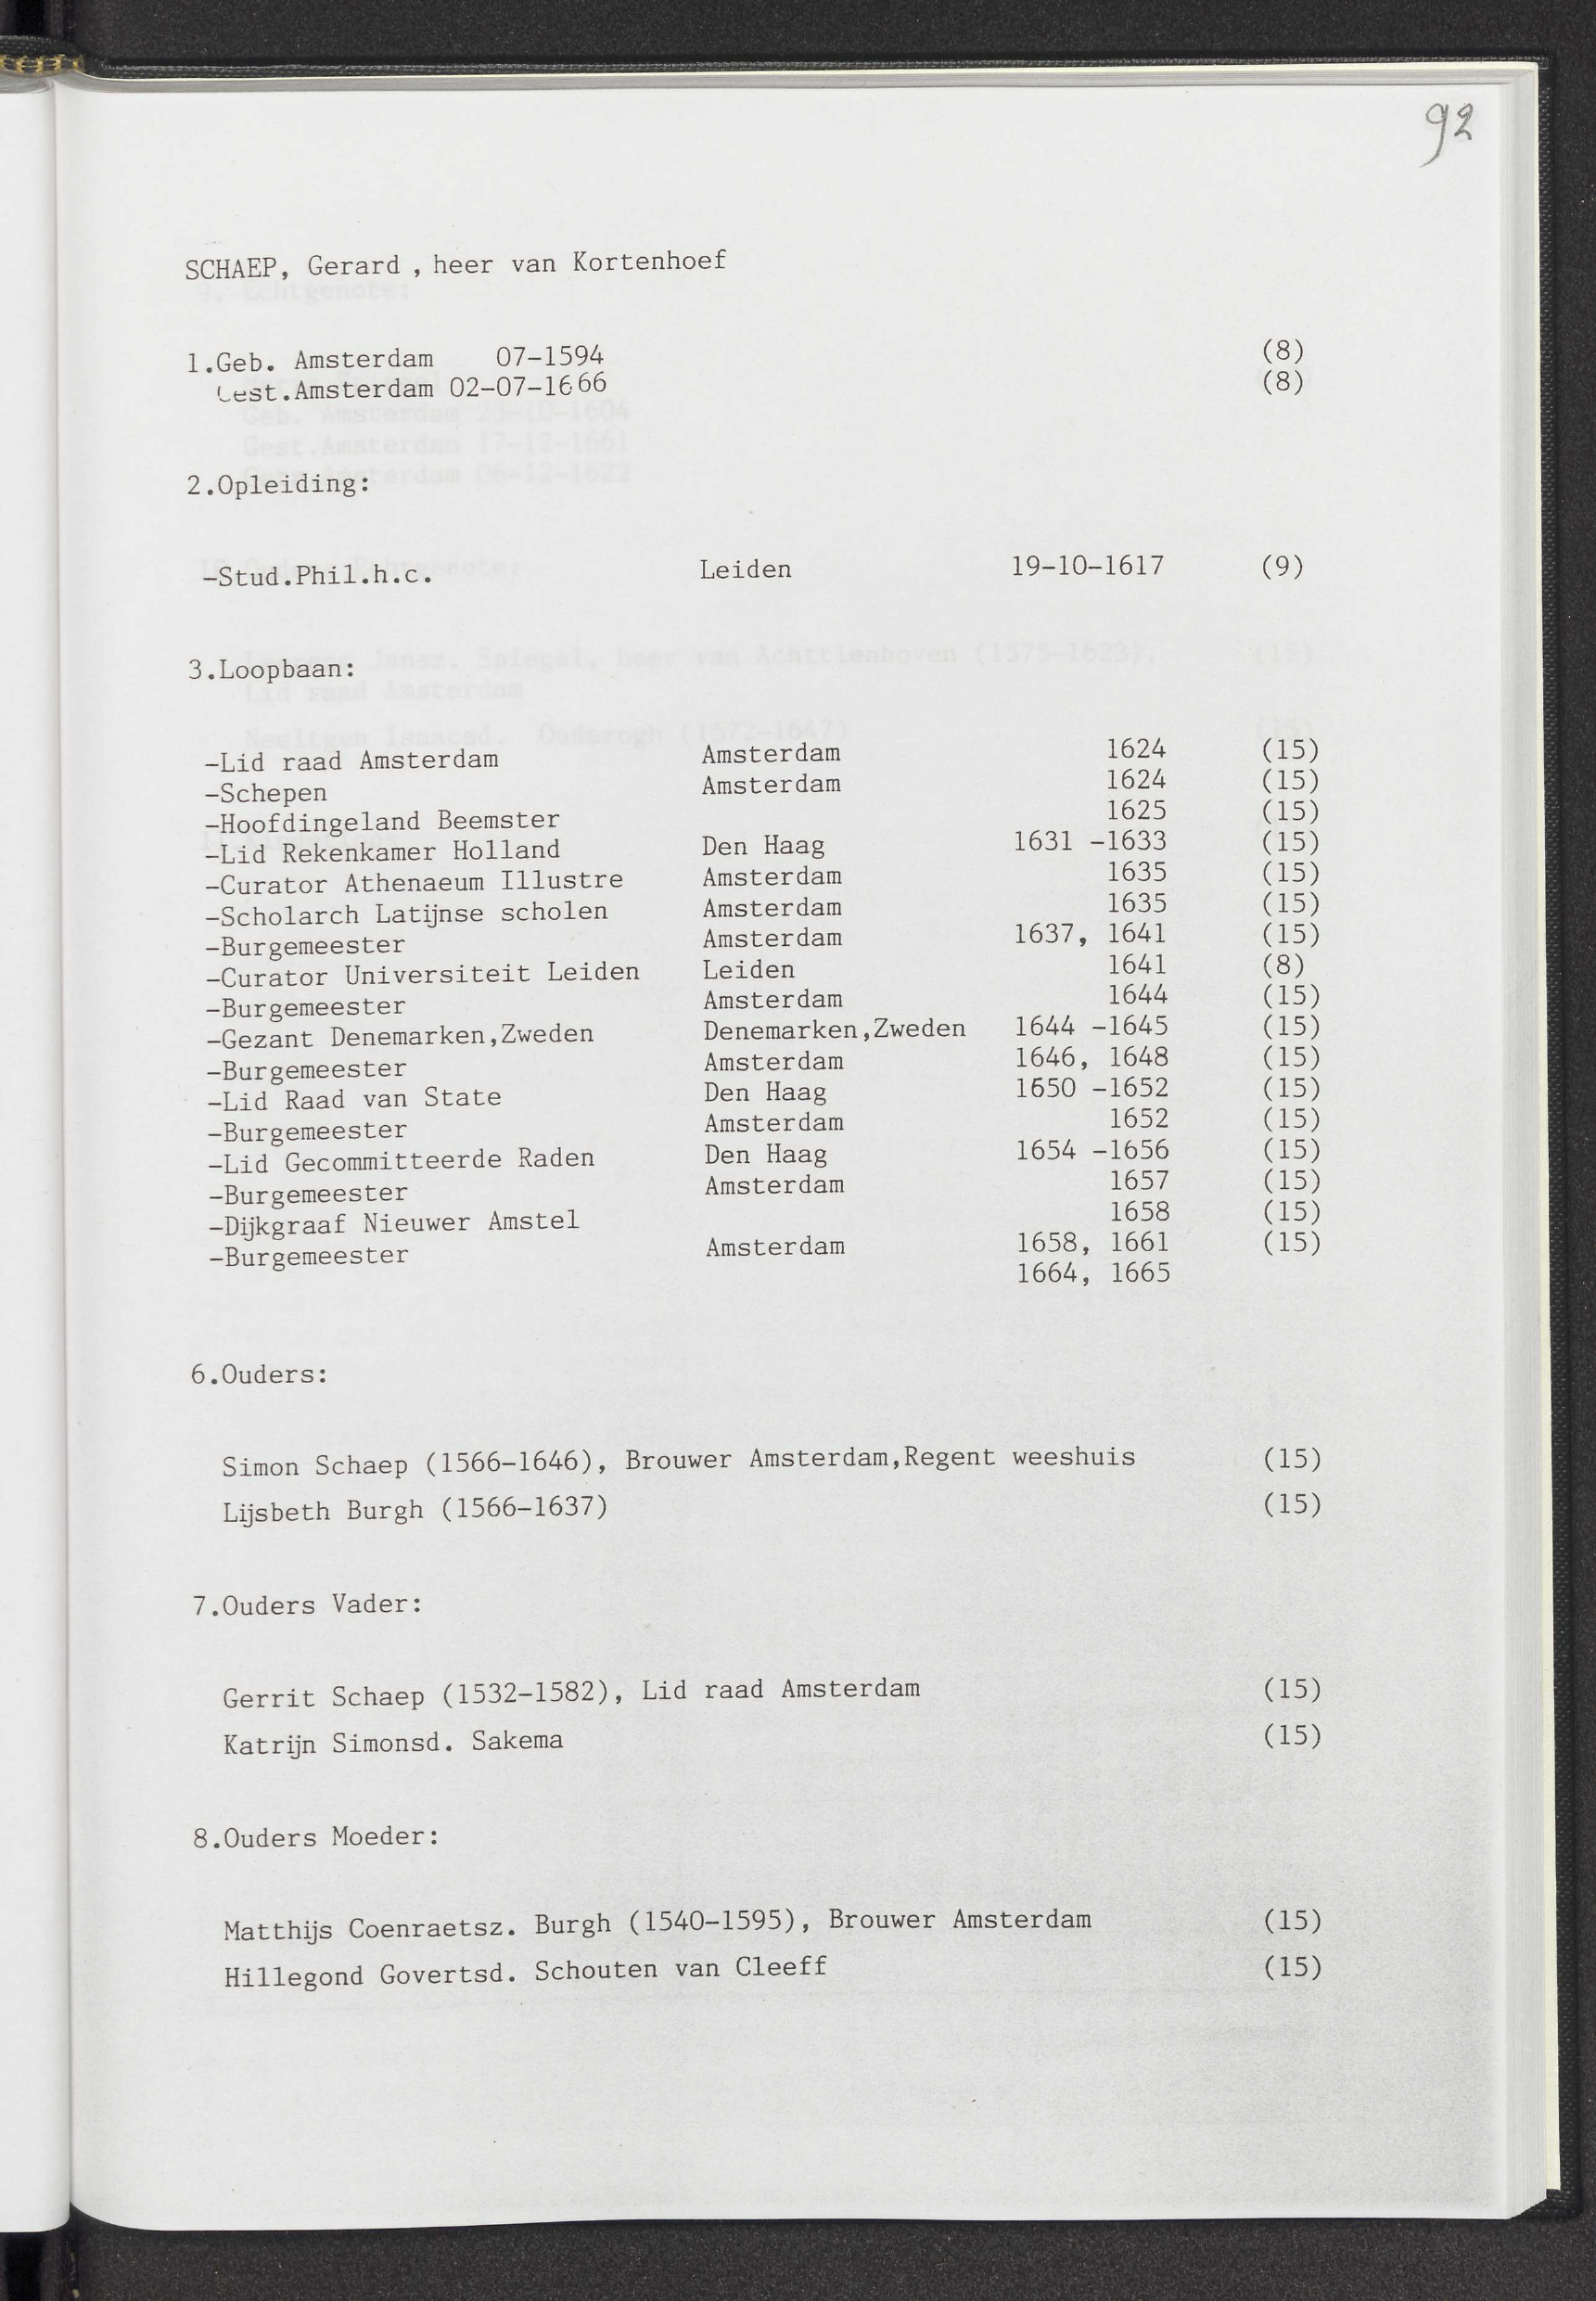 92
SCHAEP, Gerard , heer van Kortenhoef
1.Geb. Amsterdam 07-1594 (8)
Gest.Amsterdam 02-07-1666 (8)
2.Opleiding:
-Stud.Phil.h.c. Leiden 19-10-1617 (9)
3.Loopbaan:
-Lid raad Amsterdam Amsterdam 1624 (15)
-Schepen Amsterdam 1624 (15)
-Hoofdingeland Beemster 1625 (15)
-Lid Rekenkamer Holland Den Haag 1631 -1633 (15)
-Curator Athenaeum Illustre Amsterdam 1635 (15)
-Scholarch Latijnse scholen Amsterdam 1635 (15)
-Burgemeester Amsterdam 1637, 1641 (15)
-Curator Universiteit Leiden Leiden 1641 (8)
-Burgemeester Amsterdam 1644 (15)
-Gezant Denemarken,Zweden Denemarken,Zweden 1644 -1645 (15)
-Burgemeester Amsterdam 1646, 1648 (15)
-Lid Raad van State Den Haag 1650 -1652 (15)
-Burgemeester Amsterdam 1652 (15)
-Lid Gecommitteerde Raden Den Haag 1654 -1656 (15)
-Burgemeester Amsterdam 1657 (15)
-Dijkgraaf Nieuwer Amstel 1658 (15)
-Burgemeester Amsterdam 1658, 1661 (15)
1664, 1665
6.Ouders:
Simon Schaep (1566-1646), Brouwer Amsterdam,Regent weeshuis (15)
Lijsbeth Burgh (1566-1637) (15)
7.Ouders Vader:
Gerrit Schaep (1532-1582), Lid raad Amsterdam (15)
Katrijn Simonsd. Sakema (15)
8.Ouders Moeder:
Matthijs Coenraetsz. Burgh (1540-1595), Brouwer Amsterdam (15)
Hillegond Govertsd. Schouten van Cleeff (15)